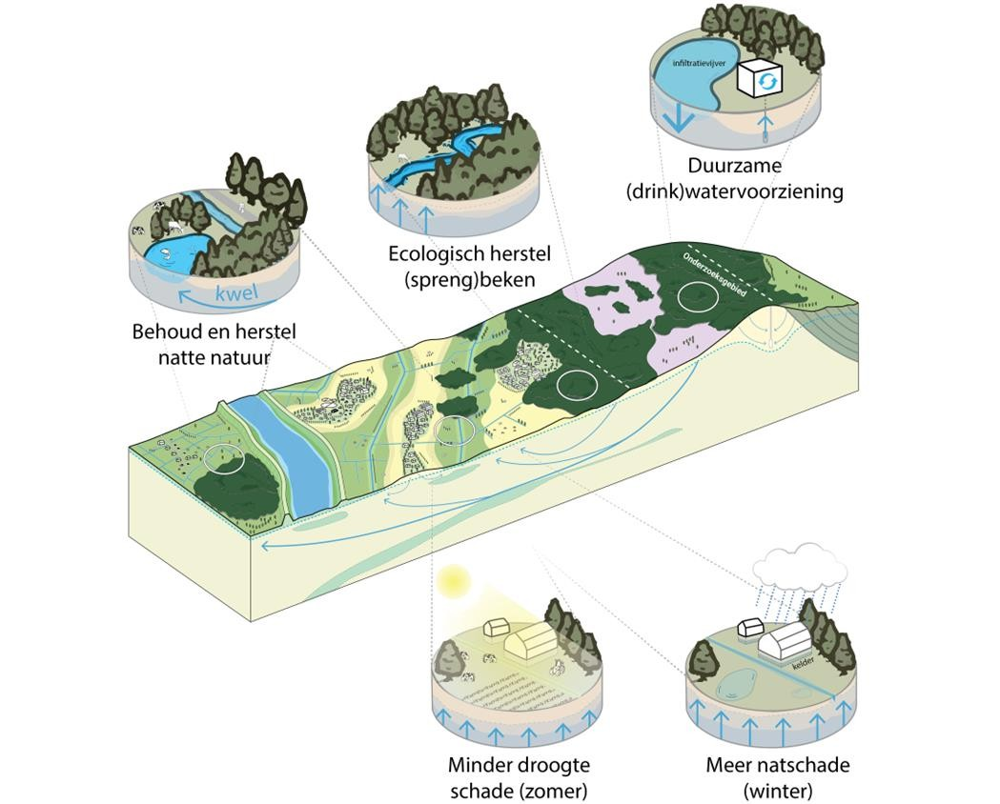 infiltratievijver
Duurzame
(drink)watervoorziening
Ecologisch herstel
(spreng)beken
kwel
Behoud en herstel
natte natuur
Onderzoeksgebied
kelder
Minder droogte
schade (zomer)
Meer natschade
(winter)